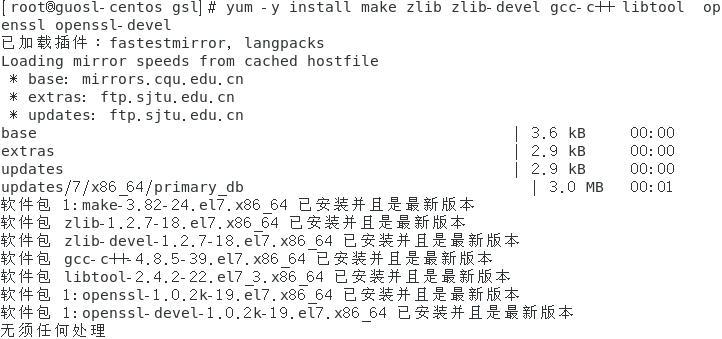 [root@guosl-centos gsl]# yum -y install make zlib zlib-devel gcc-c++ libtool  op
enssl openssl-devel
已加载插件：fastestmirror, langpacks
Loading mirror speeds from cached hostfile
 * base: mirrors.cqu.edu.cn
 * extras: ftp.sjtu.edu.cn
 * updates: ftp.sjtu.edu.cn
base | 3.6 kB 00:00
extras | 2.9 kB 00:00
updates | 2.9 kB 00:00
updates/7/x86_64/primary_db | 3.0 MB 00:01
软件包 1:make-3.82-24.el7.x86_64 已安装并且是最新版本
软件包 zlib-1.2.7-18.el7.x86_64 已安装并且是最新版本
软件包 zlib-devel-1.2.7-18.el7.x86_64 已安装并且是最新版本
软件包 gcc-c++-4.8.5-39.el7.x86_64 已安装并且是最新版本
软件包 libtool-2.4.2-22.el7_3.x86_64 已安装并且是最新版本
软件包 1:openssl-1.0.2k-19.el7.x86_64 已安装并且是最新版本
软件包 1:openssl-devel-1.0.2k-19.el7.x86_64 已安装并且是最新版本
无须任何处理